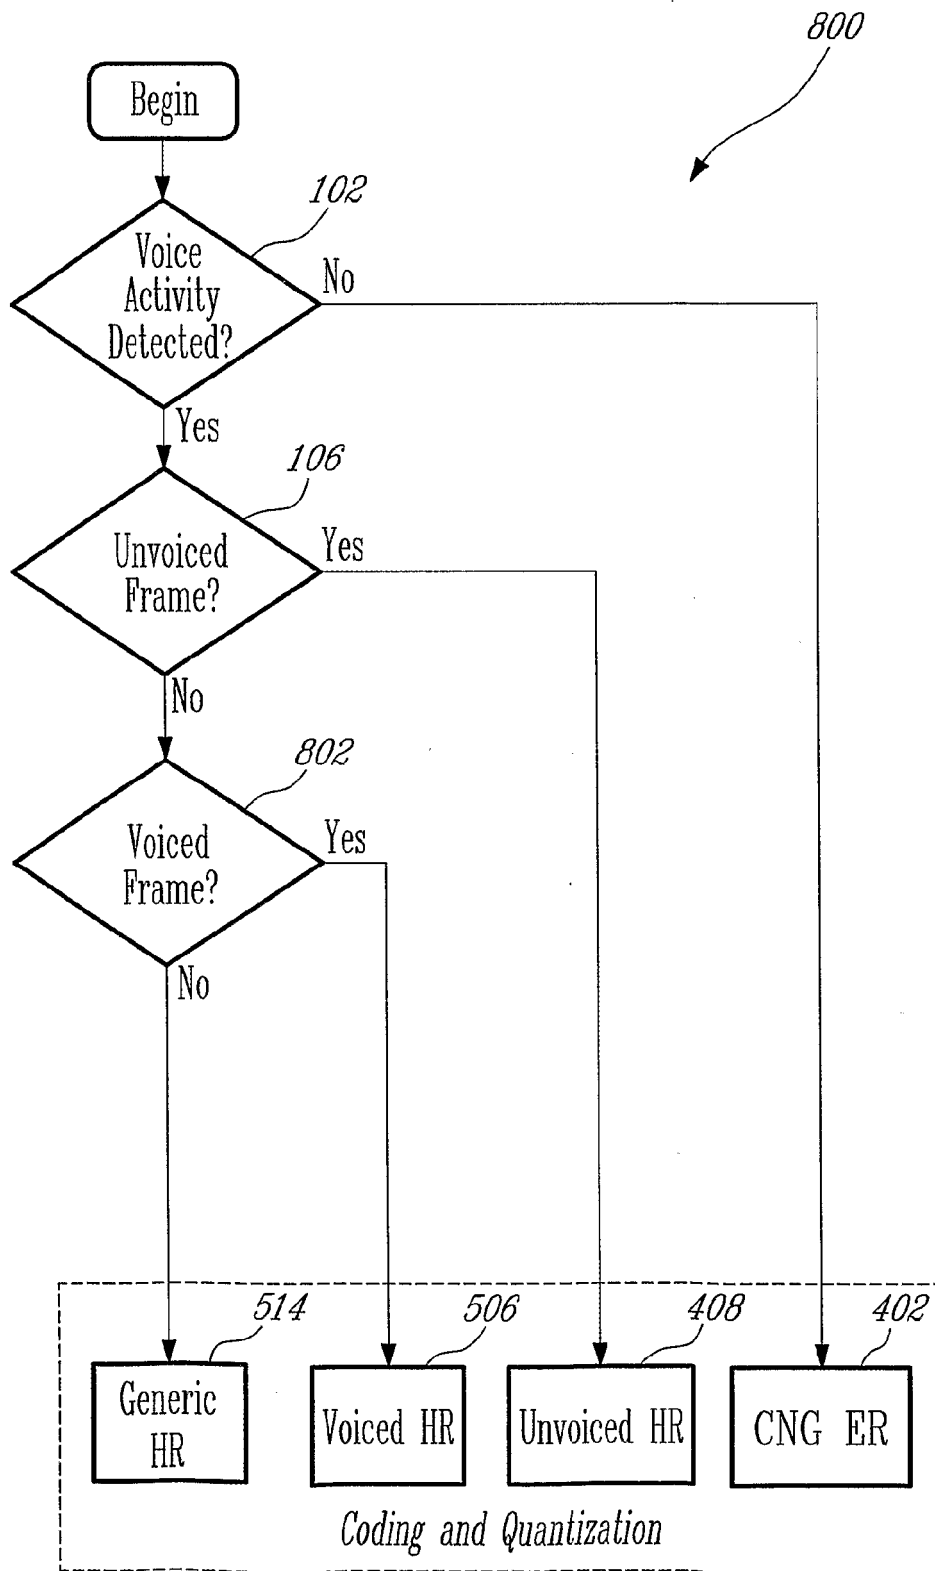 800
Begin
102
Voice
Activity
Detected?
No
Yes
106
Unvoiced
Frame?
Yes
No
802
Voiced
Frame?
Yes
No
514
506
408
402
Generic
HR
Voiced HR
Unvoiced HR
CNG ER
Coding and Quantization